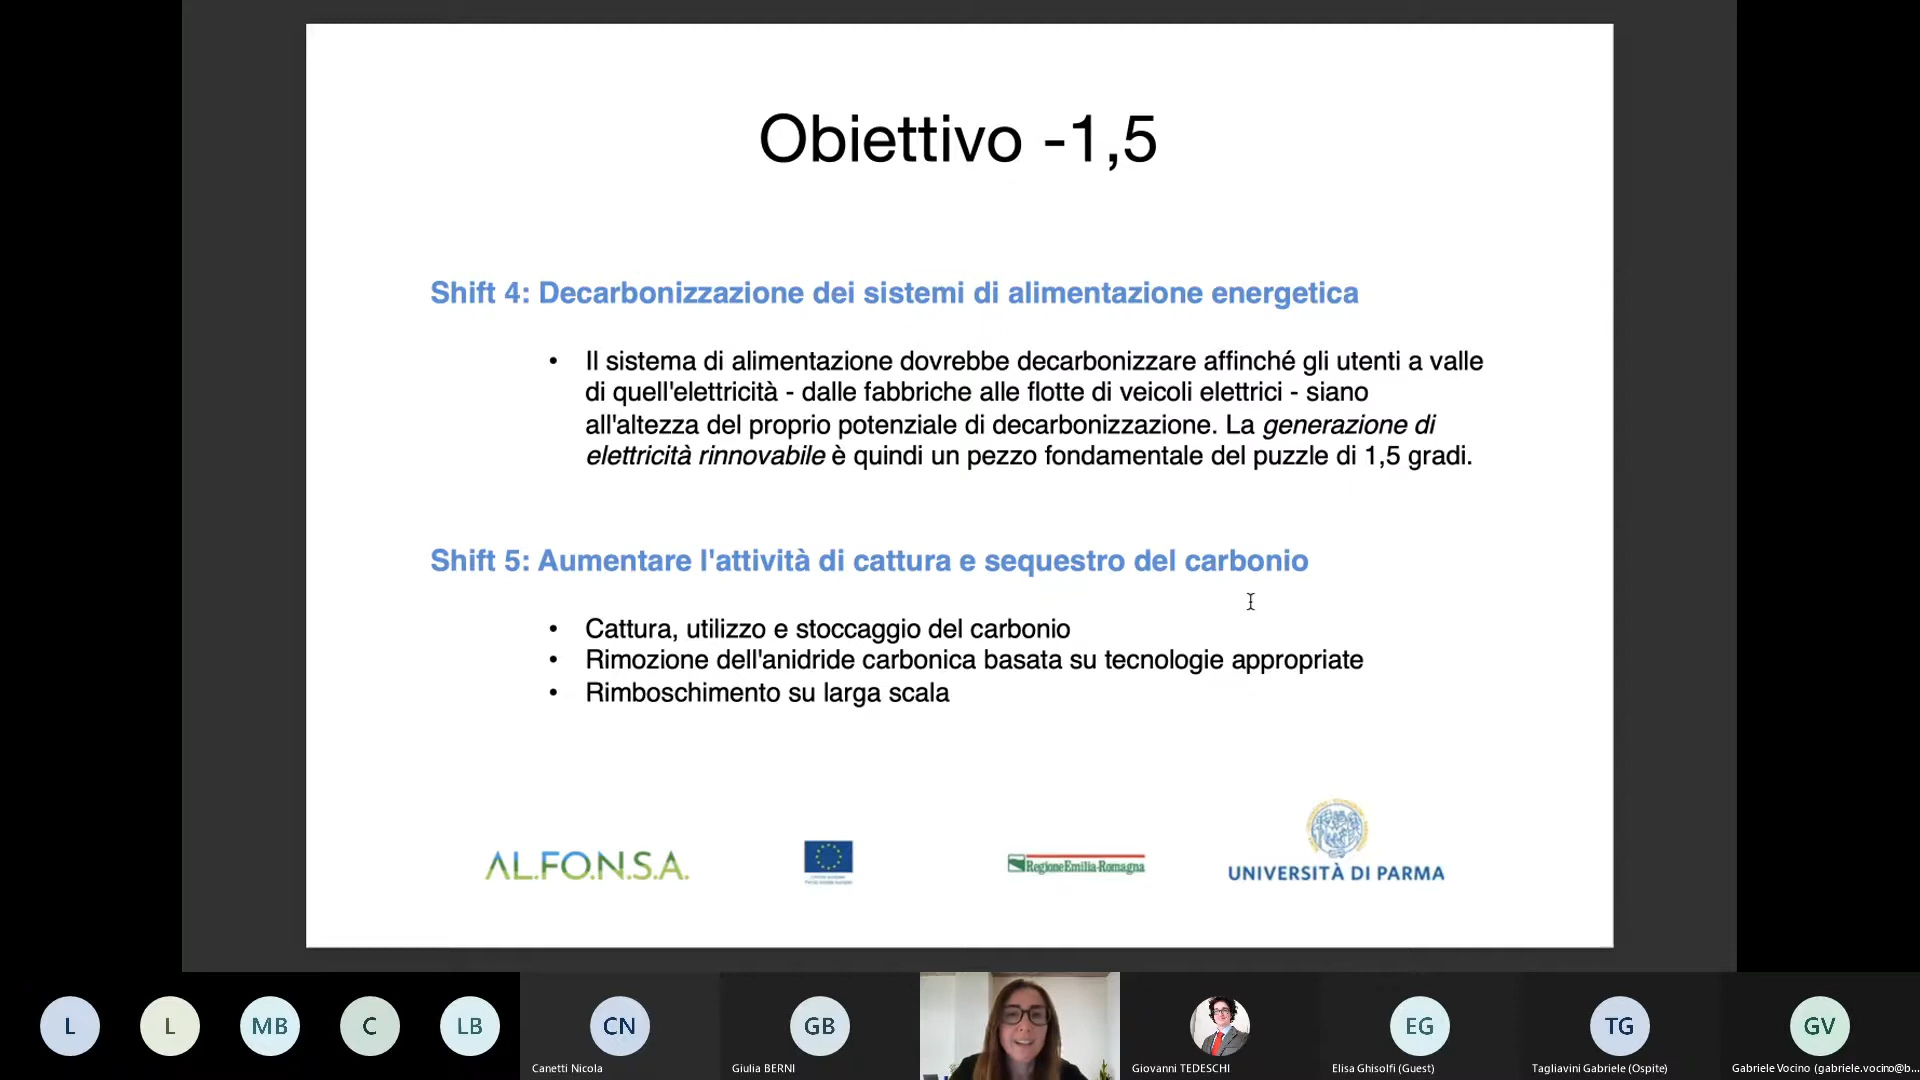 Obiettivo -1,5
Shift 4: Decarbonizzazione dei sistemi di alimentazione energetica
• Il sistema di alimentazione dovrebbe decarbonizzare affinché gli utenti a valle
di quell'elettricità - dalle fabbriche alle flotte di veicoli elettrici - siano
all'altezza del proprio potenziale di decarbonizzazione. La generazione di
elettricità rinnovabile è quindi un pezzo fondamentale del puzzle di 1,5 gradi.
Shift 5: Aumentare l'attività di cattura e sequestro del carbonio
• Cattura, utilizzo e stoccaggio del carbonio
• Rimozione dell'anidride carbonica basata su tecnologie appropriate
• Rimboschimento su larga scala
AL.FO.N.S.A.
RegioneEmilia-Romagna
UNIVERSITÀ DI PARMA
L
L
MB
C
LB
CN
GB
EG
TG
GV
Canetti Nicola
Giulia BERNI
Giovanni TEDESCHI
Elisa Ghisolfi (Guest)
Tagliavini Gabriele (Ospite)
Gabriele Vocino (gabriele.vocino@b...